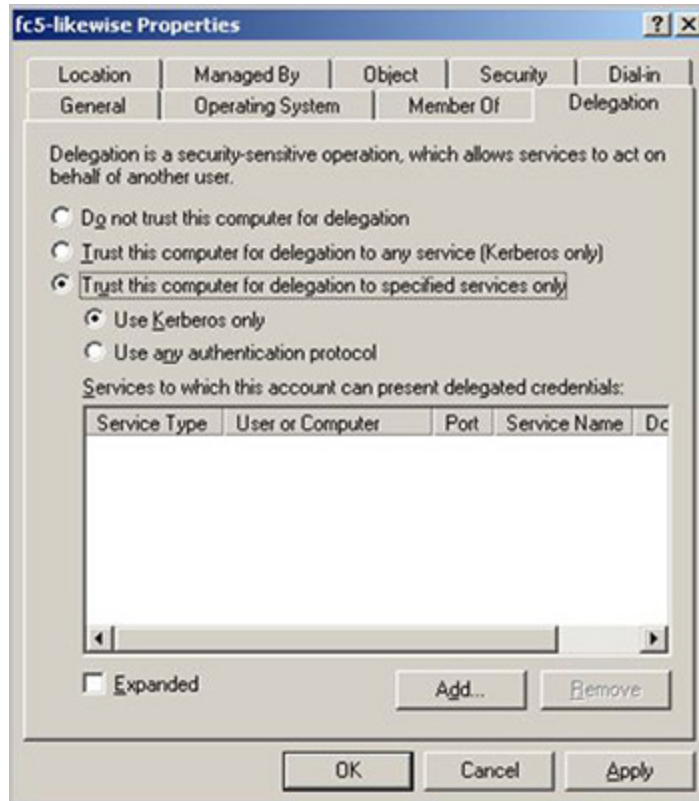 fc5-likewise Properties
Location Managed By Object Security Dial-in
General Operating System Member Of Delegation
Delegation is a security-sensitive operation, which allows services to act on
behalf of another user.
Do not trust this computer for delegation
Trust this computer for delegation to any service (Kerberos only)
Trust this computer for delegation to specified services only
Use Kerberos only
Use any authentication protocol
Services to which this account can present delegated credentials:
Service Type User or Computer Port Service Name Dc
Expanded Add... Remove
OK Cancel Apply